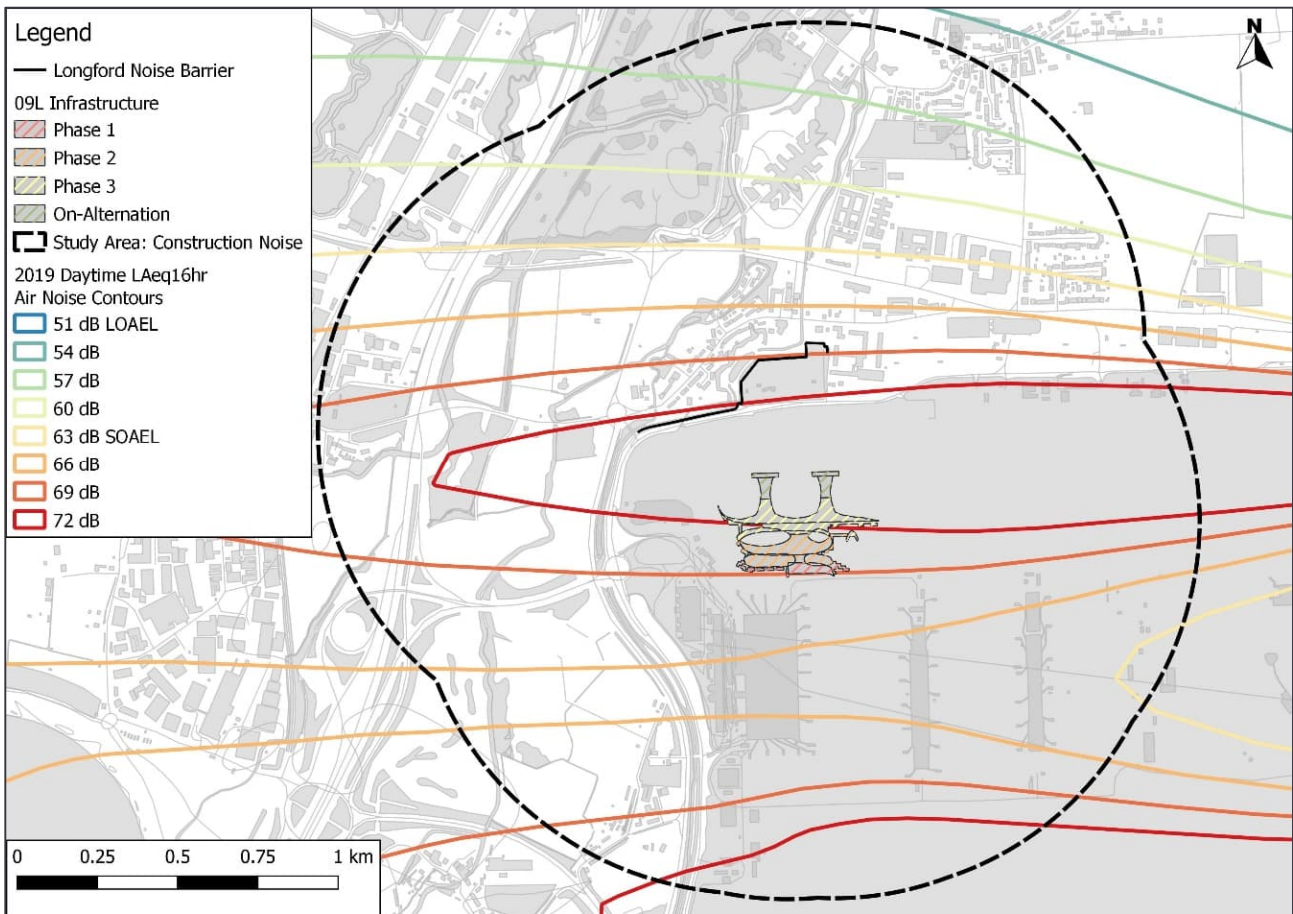 Legend
Longford Noise Barrier
09L Infrastructure
Phase 1
Phase 2
Phase 3
On-Alternation
Study Area: Construction Noise
2019 Daytime LAeq16hr
Air Noise Contours
51 dB LOAEL
54 dB
57 dB
60 dB
63 dB SOAEL
66 dB
69 dB
72 dB
N
0 0.25 0.5 0.75 1 km